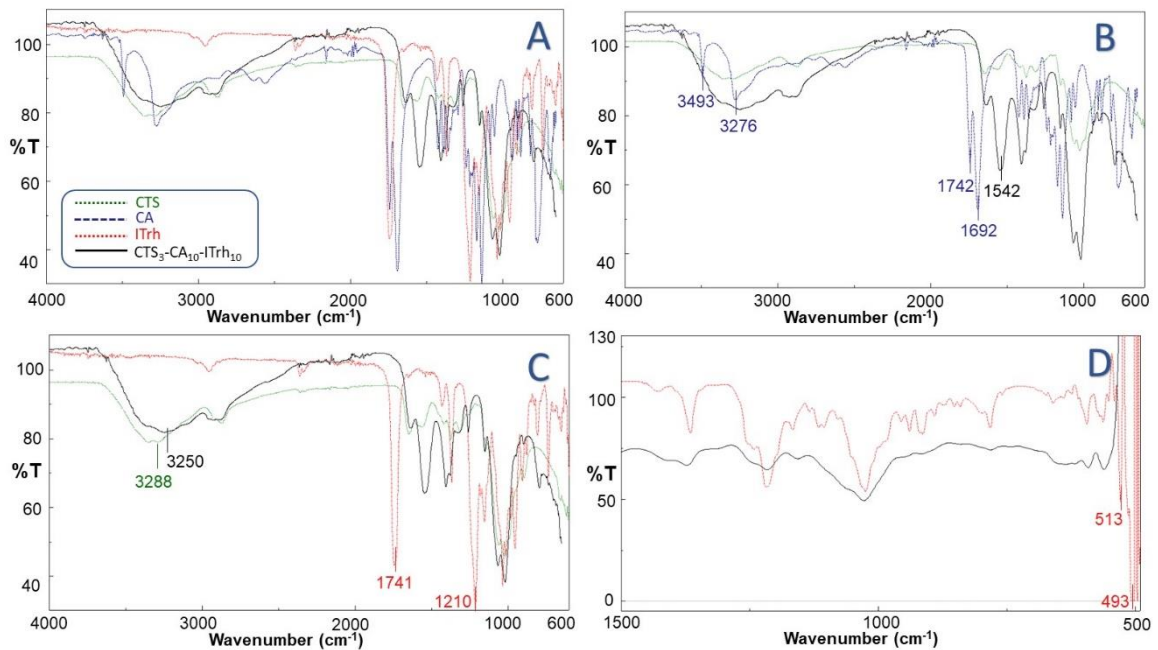 A
100
80
%T
60
40
CTS
CA
ITrh
CTS₃-CA₁₀-ITrh₁₀
4000
3000
2000
1000
600
Wavenumber (cm⁻¹)
B
100
80
%T
60
40
3493
3276
1742
1692
1542
4000
3000
2000
1000
600
Wavenumber (cm⁻¹)
C
100
80
%T
60
40
3288
3250
1741
1210
4000
3000
2000
1000
600
Wavenumber (cm⁻¹)
D
130
100
%T
50
0
513
493
1500
1000
500
Wavenumber (cm⁻¹)